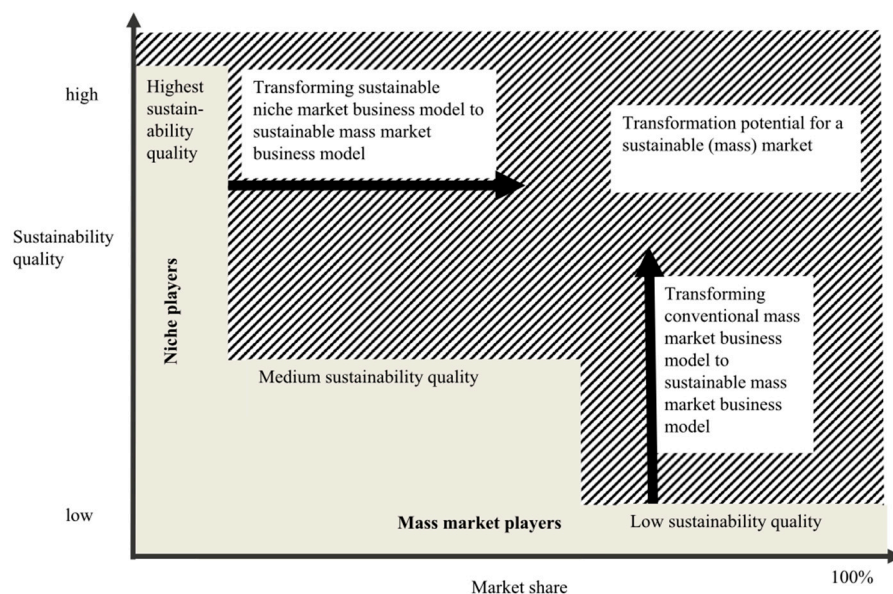 high
Highest
sustain-
ability
quality
Transforming sustainable
niche market business model to
sustainable mass market
business model
Transformation potential for a
sustainable (mass) market
Sustainability
quality
Niche players
Transforming
conventional mass
market business
model to
sustainable mass
market business
model
Medium sustainability quality
low
Mass market players
Low sustainability quality
100%
Market share